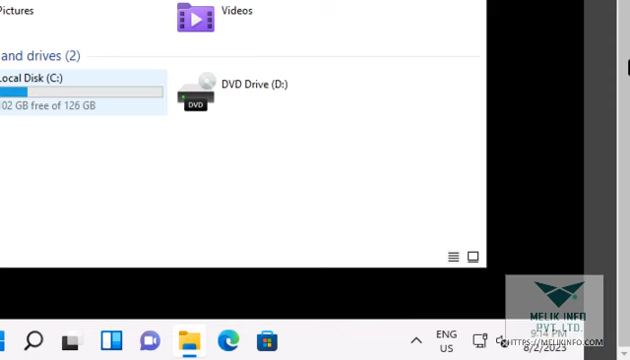 Pictures
Videos
and drives (2)
Local Disk (C:)
DVD Drive (D:)
102 GB free of 126 GB
DVD
MELIK INFO
PVT. LTD.
ENG
9:14 PM
HTTPS://MELIKINFO.COM
US
8/2/2023